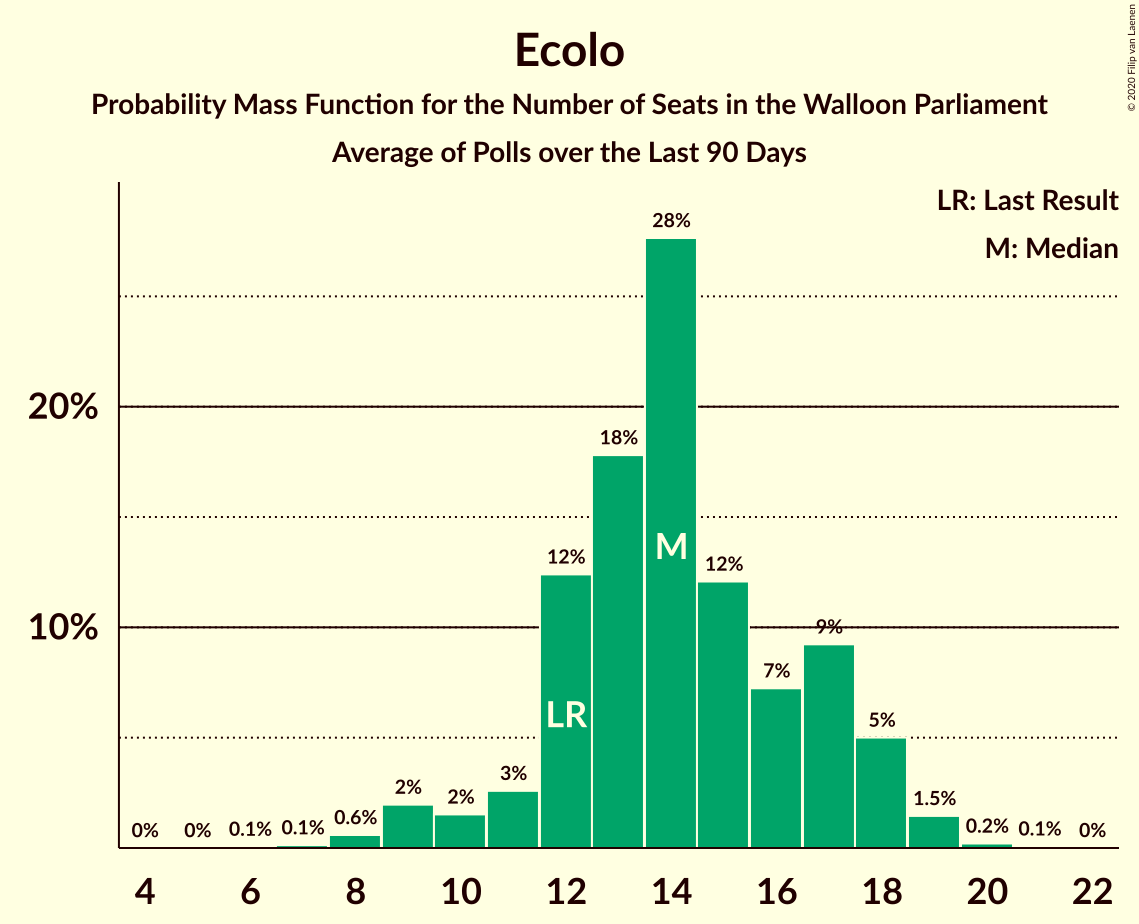 Ecolo
Probability Mass Function for the Number of Seats in the Walloon Parliament
Average of Polls over the Last 90 Days
© 2020 Filip van Laenen
LR: Last Result
M: Median
20%
10%
0%
0%
0.1%
0.1%
0.6%
2%
2%
3%
12%
18%
28%
12%
7%
9%
5%
1.5%
0.2%
0.1%
0%
LR
M
4 6 8 10 12 14 16 18 20 22